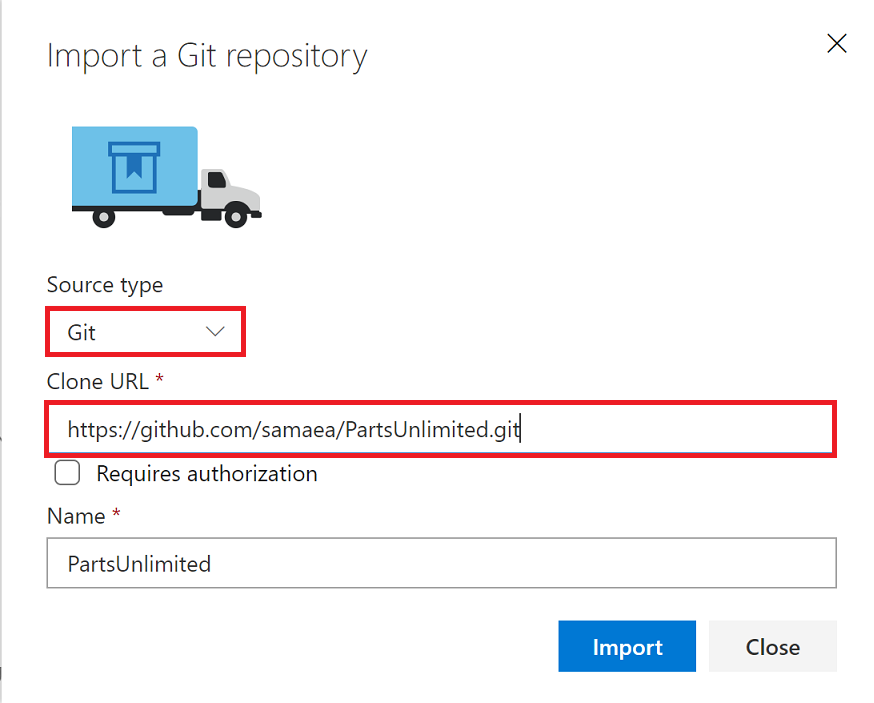 Import a Git repository
Source type
Git
Clone URL *
https://github.com/samaea/PartsUnlimited.git
Requires authorization
Name *
PartsUnlimited
Import Close